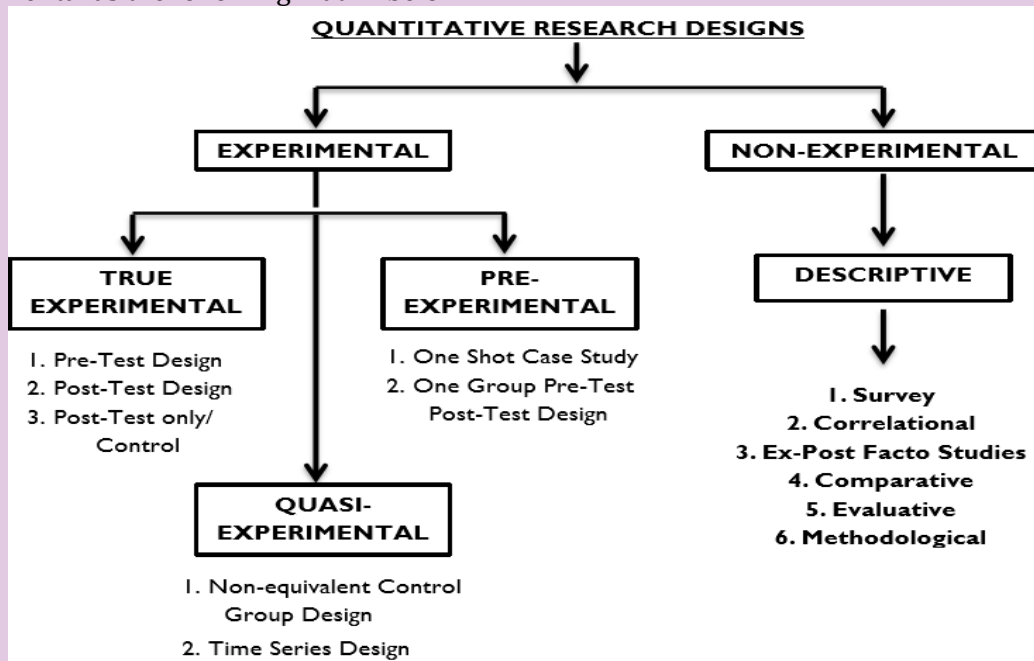 QUANTITATIVE RESEARCH DESIGNS
EXPERIMENTAL
NON-EXPERIMENTAL
TRUE
EXPERIMENTAL
1. Pre-Test Design
2. Post-Test Design
3. Post-Test only/
Control
PRE-
EXPERIMENTAL
1. One Shot Case Study
2. One Group Pre-Test
Post-Test Design
QUASI-
EXPERIMENTAL
1. Non-equivalent Control
Group Design
2. Time Series Design
DESCRIPTIVE
1. Survey
2. Correlational
3. Ex-Post Facto Studies
4. Comparative
5. Evaluative
6. Methodological